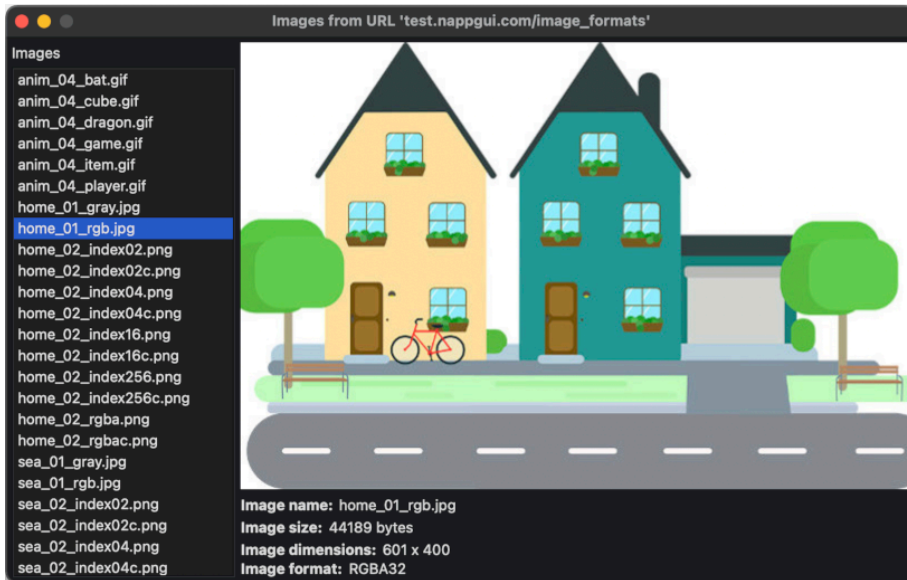 Images from URL 'test.nappgui.com/image_formats'
Images
anim_04_bat.gif
anim_04_cube.gif
anim_04_dragon.gif
anim_04_game.gif
anim_04_item.gif
anim_04_player.gif
home_01_gray.jpg
home_01_rgb.jpg
home_02_index02.png
home_02_index02c.png
home_02_index04.png
home_02_index04c.png
home_02_index16.png
home_02_index16c.png
home_02_index256.png
home_02_index256c.png
home_02_rgba.png
home_02_rgbac.png
sea_01_gray.jpg
sea_01_rgb.jpg
sea_02_index02.png
sea_02_index02c.png
sea_02_index04.png
sea_02_index04c.png
Image name: home_01_rgb.jpg
Image size: 44189 bytes
Image dimensions: 601 x 400
Image format: RGBA32